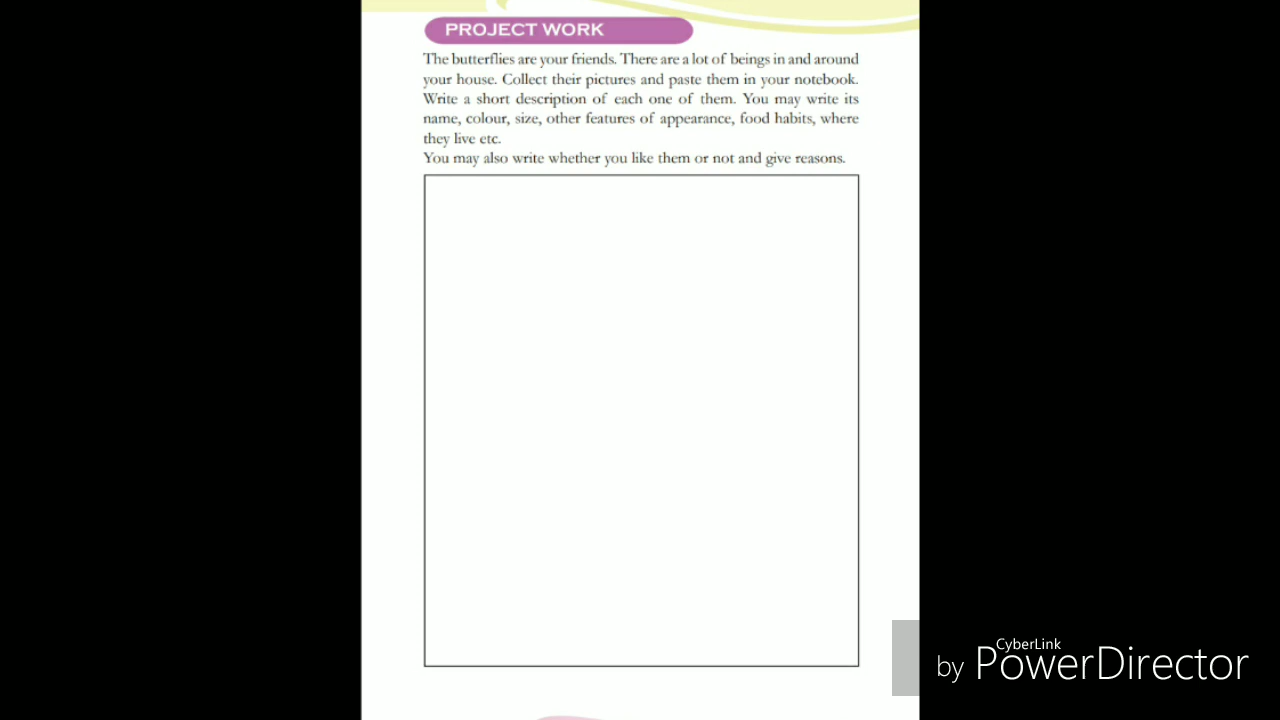 PROJECT WORK
The butterflies are your friends. There are a lot of beings in and around
your house. Collect their pictures and paste them in your notebook.
Write a short description of each one of them. You may write its
name, colour, size, other features of appearance, food habits, where
they live etc.
You may also write whether you like them or not and give reasons.
CyberLink
by PowerDirector